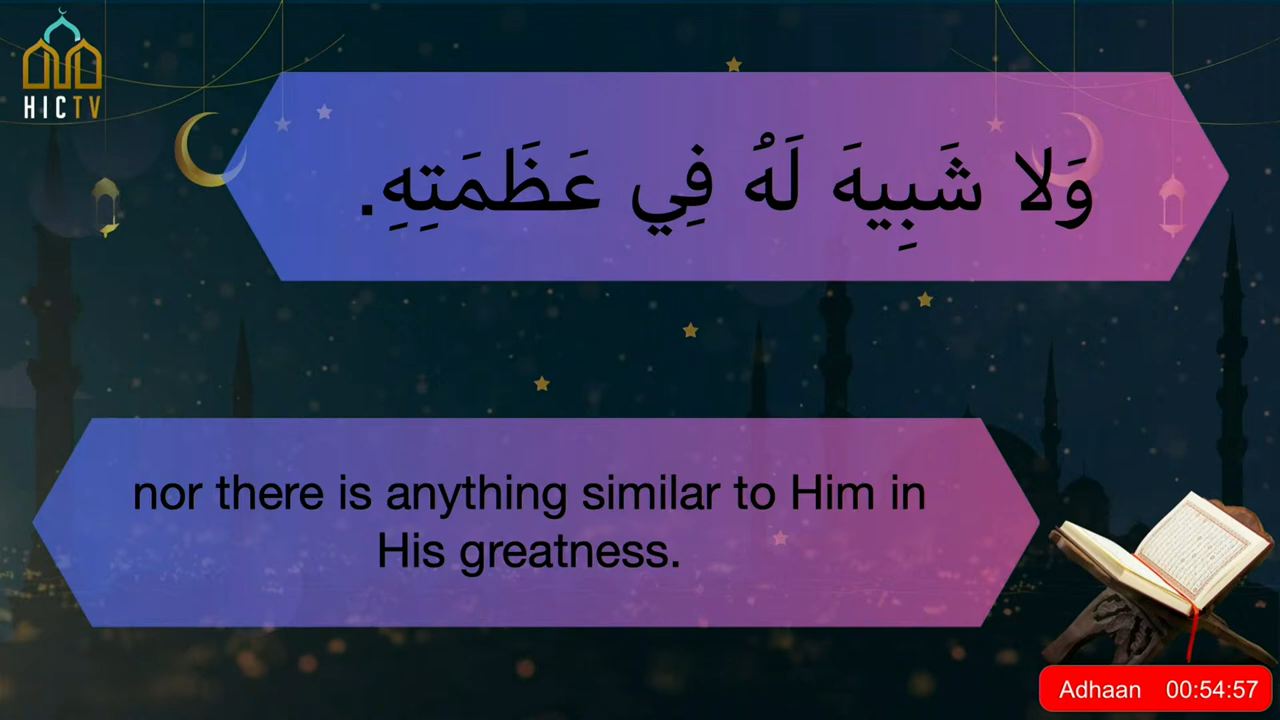 HICTV
وَلا شَبِيهَ لَهُ فِي عَظَمَتِهِ.
nor there is anything similar to Him in
His greatness.
Adhaan 00:54:57